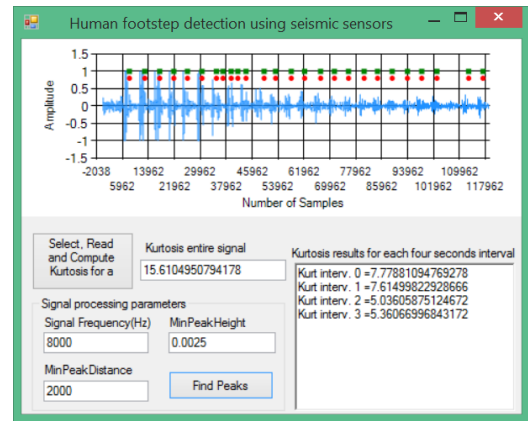 Human footstep detection using seismic sensors
1.5
1
0.5
0
-0.5
-1
-1.5
Amplitude
-2038 13962 29962 45962 61962 77962 93962 109962
5962 21962 37962 53962 69962 85962 101962 117962
Number of Samples
Select, Read
and Compute
Kurtosis for a
Kurtosis entire signal
15.6104950794178
Signal processing parameters
Signal Frequency(Hz) MinPeakHeight
8000 0.0025
MinPeakDistance
2000
Find Peaks
Kurtosis results for each four seconds interval
Kurt interv. 0 =7.77881094769278
Kurt interv. 1 =7.61499822928666
Kurt interv. 2 =5.03605875124672
Kurt interv. 3 =5.36066996843172